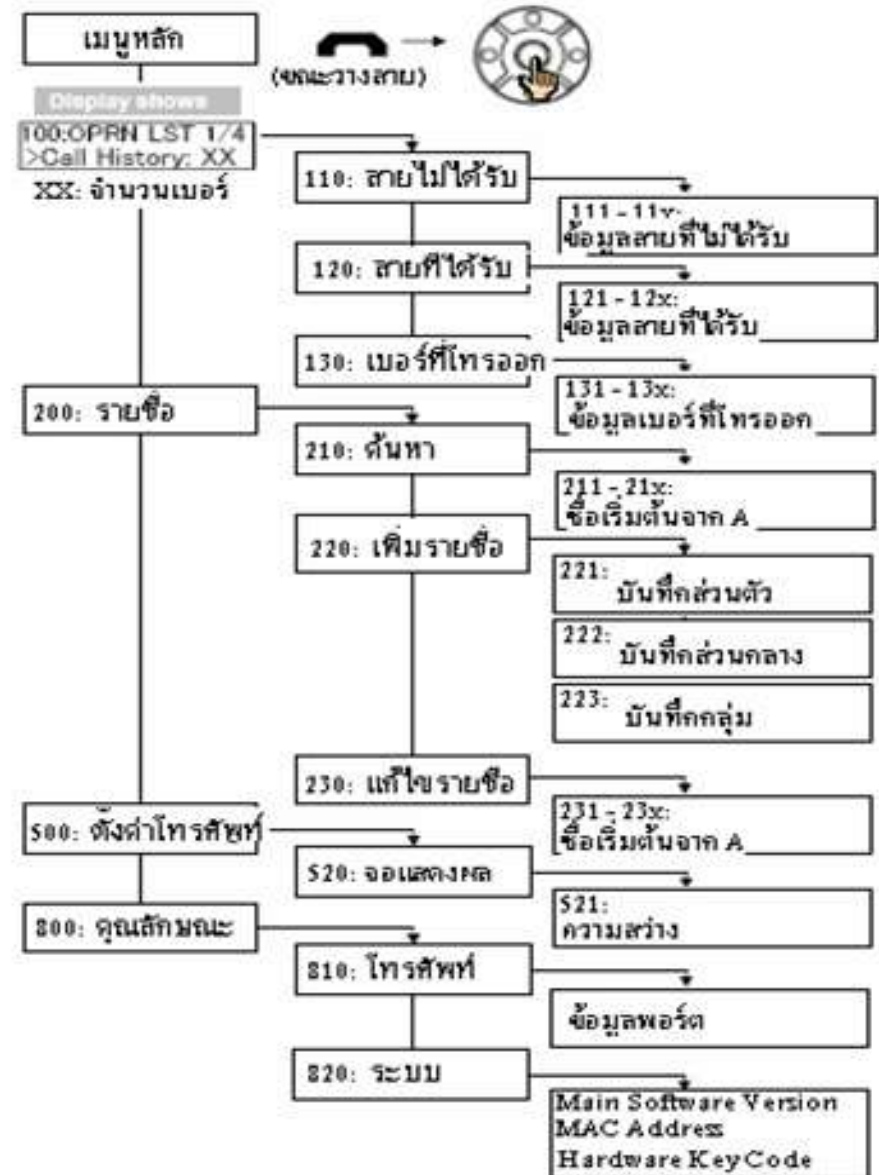 เมนูหลัก
(ขณะวางสาย)
Display shows
100:OPRN LST 1/4
>Call History: XX
XX: จำนวนเบอร์
110: สายไม่ได้รับ
111 - 11x:
ข้อมูลสายที่ไม่ได้รับ
120: สายที่ได้รับ
121 - 12x:
ข้อมูลสายที่ได้รับ
130: เบอร์ที่โทรออก
131 - 13x:
ข้อมูลเบอร์ที่โทรออก
200: รายชื่อ
210: ค้นหา
211 - 21x:
ชื่อเริ่มต้นจาก A
220: เพิ่มรายชื่อ
221:
บันทึกส่วนตัว
222:
บันทึกส่วนกลาง
223:
บันทึกกลุ่ม
230: แก้ไขรายชื่อ
231 - 23x:
ชื่อเริ่มต้นจาก A
500: ตั้งค่าโทรศัพท์
520: จอแสดงผล
521:
ความสว่าง
800: คุณลักษณะ
810: โทรศัพท์
ข้อมูลพอร์ต
820: ระบบ
Main Software Version
MAC Address
Hardware Key Code